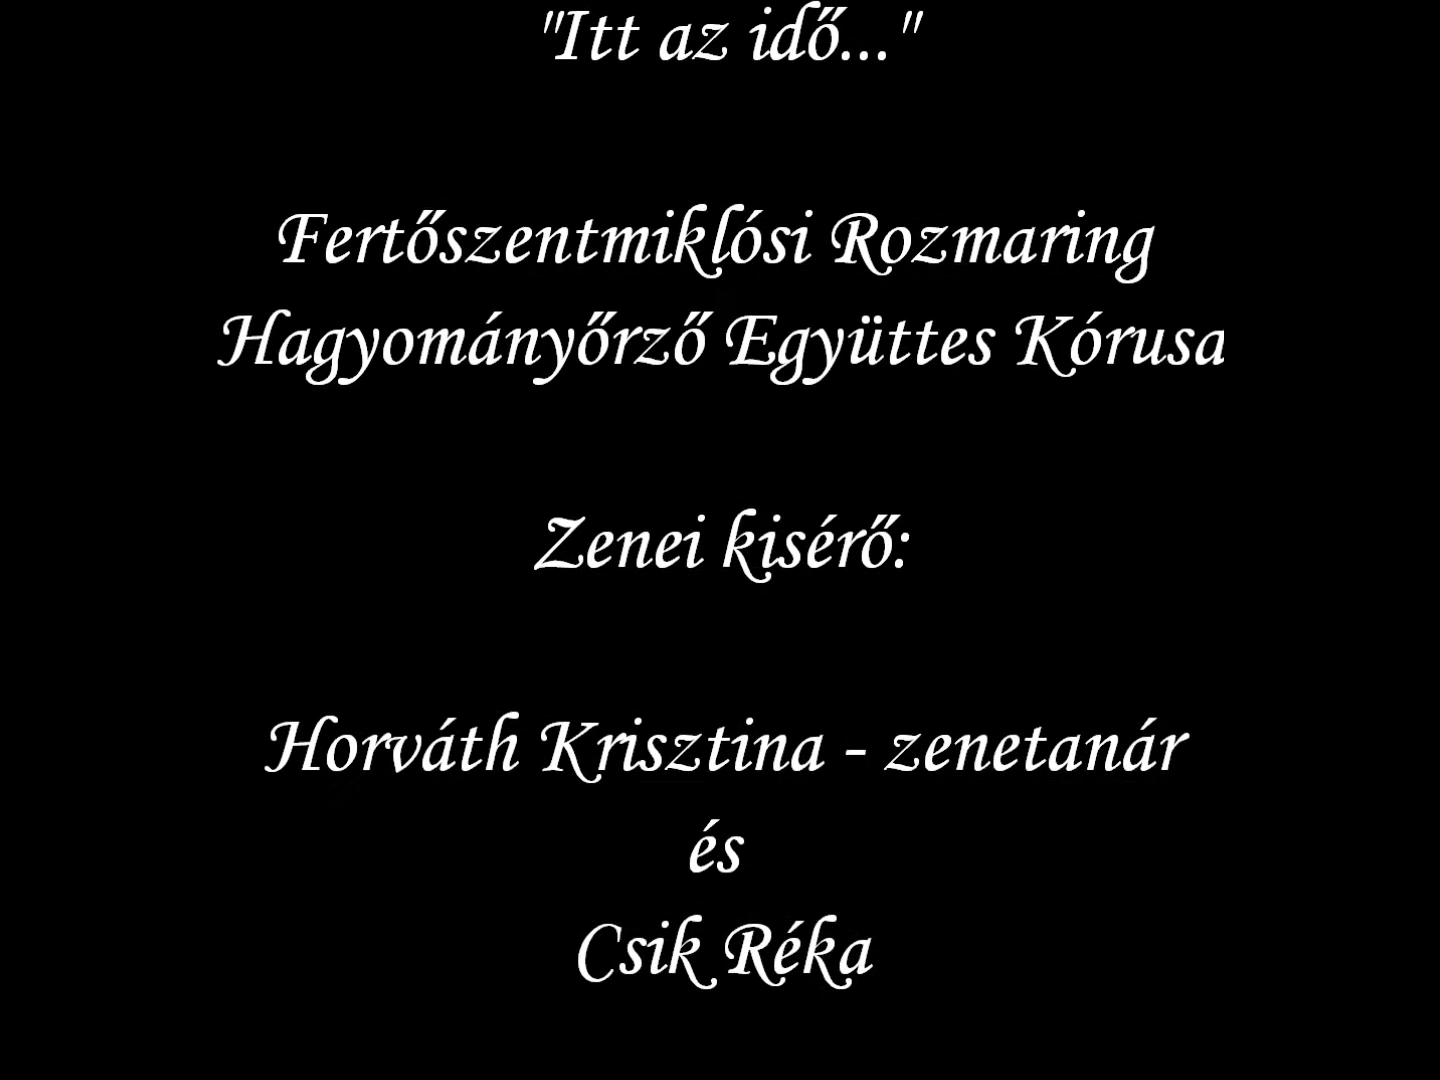 "Itt az idő..."
Fertőszentmiklósi Rozmaring
Hagyományőrző Együttes Kórusa
Zenei kisérő:
Horváth Krisztina - zenetanár
és
Csik Réka